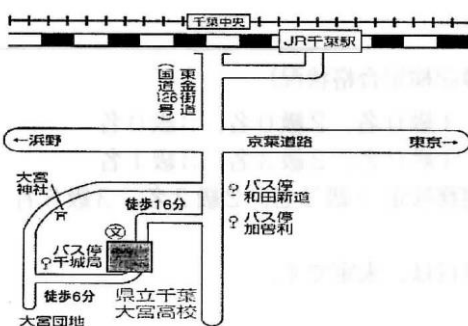 千葉中央
JR千葉駅
東金街道
(国道126号)
←浜野
京葉道路
東京→
大宮
神社
徒歩16分
バス停
和田新道
バス停
加曽利
文
バス停
千城局
徒歩6分
県立千葉
大宮高校
大宮団地